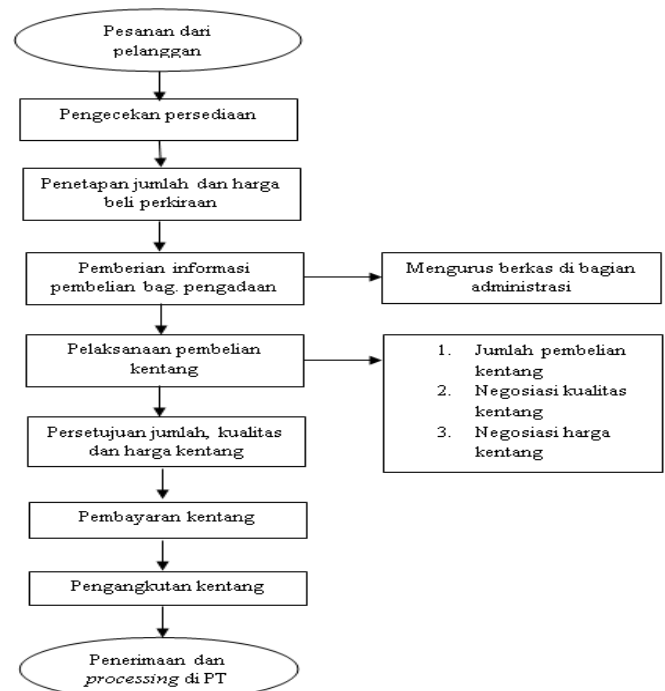 Pesanan dari
pelanggan
Pengecekan persediaan
Penetapan jumlah dan harga
beli perkiraan
Pemberian informasi
pembelian bag. pengadaan
Mengurus berkas di bagian
administrasi
Pelaksanaan pembelian
kentang
1. Jumlah pembelian
kentang
2. Negosiasi kualitas
kentang
3. Negosiasi harga
kentang
Persetujuan jumlah, kualitas
dan harga kentang
Pembayaran kentang
Pengangkutan kentang
Penerimaan dan
processing di PT